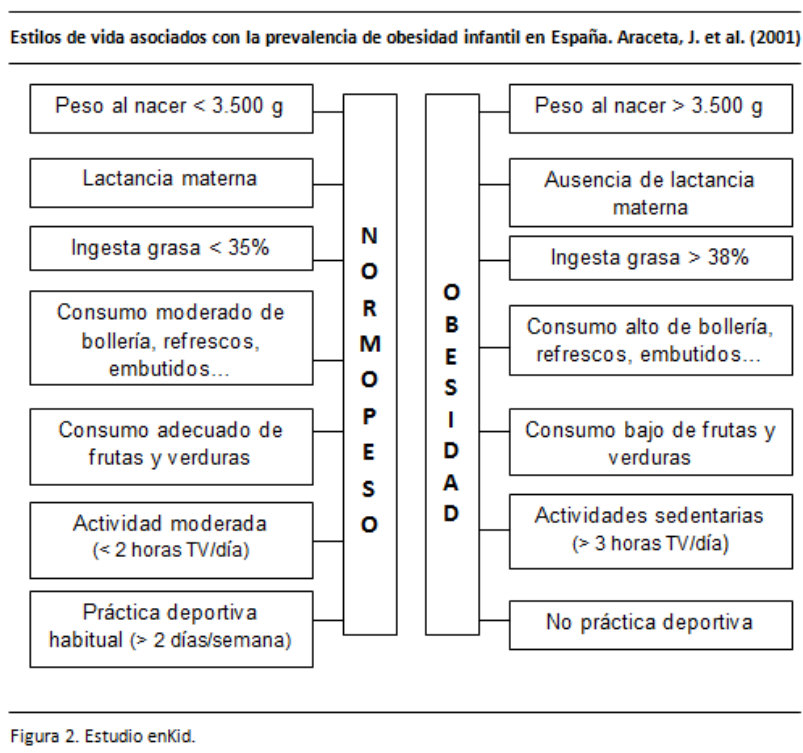 Estilos de vida asociados con la prevalencia de obesidad infantil en España. Araceta, J. et al. (2001)
Peso al nacer < 3.500 g
Lactancia materna
Ingesta grasa < 35%
Consumo moderado de
bollería, refrescos,
embutidos...
Consumo adecuado de
frutas y verduras
Actividad moderada
(< 2 horas TV/día)
Práctica deportiva
habitual (> 2 días/semana)
NORMOPESO
OBESIDAD
Peso al nacer > 3.500 g
Ausencia de lactancia
materna
Ingesta grasa > 38%
Consumo alto de bollería,
refrescos, embutidos...
Consumo bajo de frutas y
verduras
Actividades sedentarias
(> 3 horas TV/día)
No práctica deportiva
Figura 2. Estudio enKid.